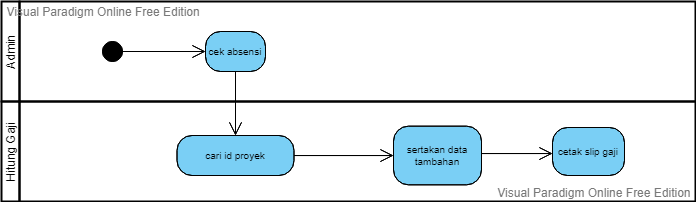 Visual Paradigm Online Free Edition
Admin
cek absensi
Hitung Gaji
cari id proyek
sertakan data
tambahan
cetak slip gaji
Visual Paradigm Online Free Edition